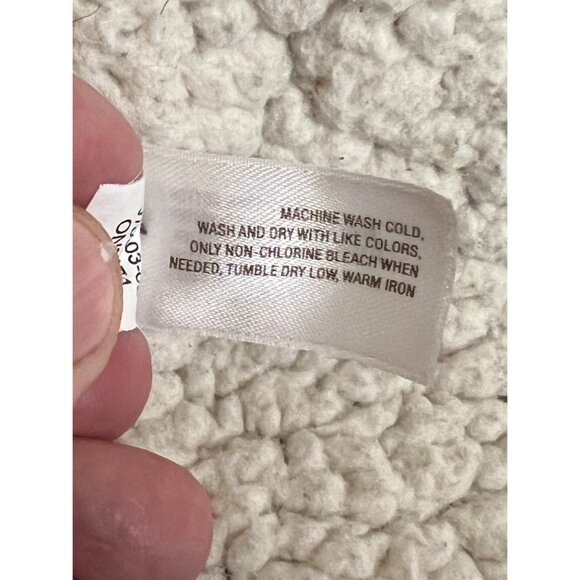 MACHINE WASH COLD,
WASH AND DRY WITH LIKE COLORS,
ONLY NON-CHLORINE BLEACH WHEN
NEEDED, TUMBLE DRY LOW, WARM IRON